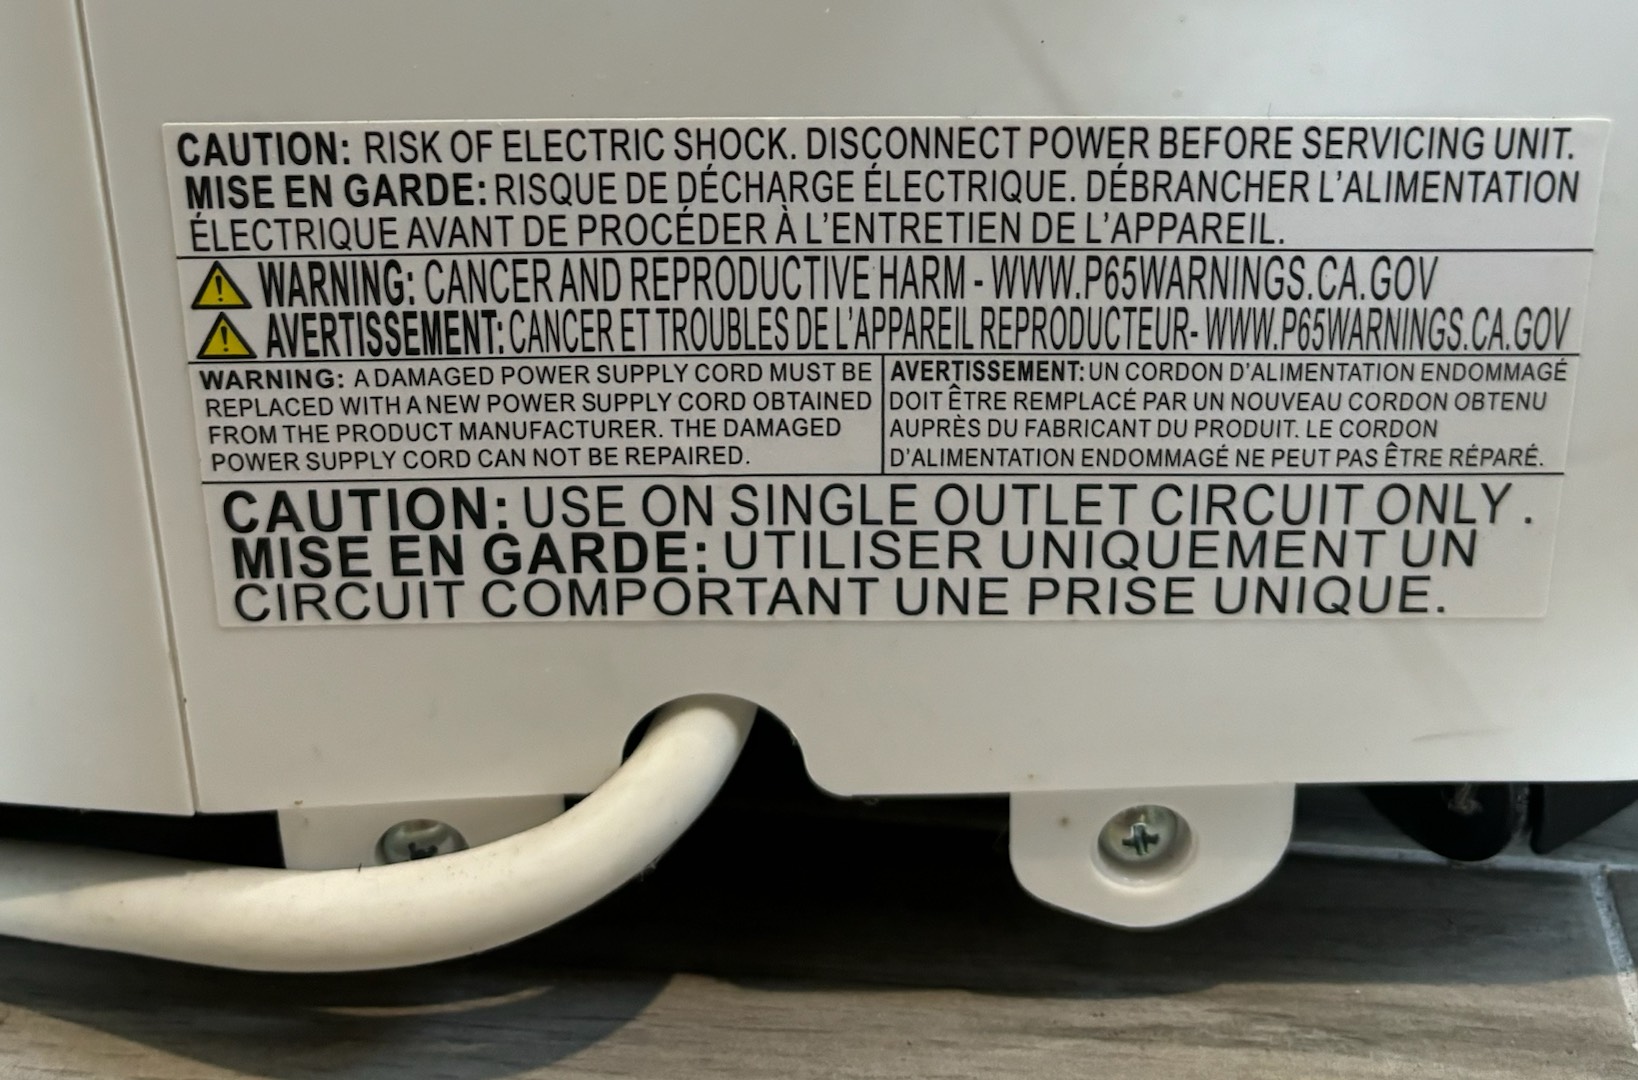 CAUTION: RISK OF ELECTRIC SHOCK. DISCONNECT POWER BEFORE SERVICING UNIT.
MISE EN GARDE: RISQUE DE DÉCHARGE ÉLECTRIQUE. DÉBRANCHER L'ALIMENTATION
ÉLECTRIQUE AVANT DE PROCÉDER À L'ENTRETIEN DE L'APPAREIL.
WARNING: CANCER AND REPRODUCTIVE HARM - WWW.P65WARNINGS.CA.GOV
AVERTISSEMENT: CANCER ET TROUBLES DE L'APPAREIL REPRODUCTEUR- WWW.P65WARNINGS.CA.GOV
WARNING: A DAMAGED POWER SUPPLY CORD MUST BE
REPLACED WITH A NEW POWER SUPPLY CORD OBTAINED
FROM THE PRODUCT MANUFACTURER. THE DAMAGED
POWER SUPPLY CORD CAN NOT BE REPAIRED.
AVERTISSEMENT: UN CORDON D'ALIMENTATION ENDOMMAGÉ
DOIT ÊTRE REMPLACÉ PAR UN NOUVEAU CORDON OBTENU
AUPRÈS DU FABRICANT DU PRODUIT. LE CORDON
D'ALIMENTATION ENDOMMAGÉ NE PEUT PAS ÊTRE RÉPARÉ.
CAUTION: USE ON SINGLE OUTLET CIRCUIT ONLY.
MISE EN GARDE: UTILISER UNIQUEMENT UN
CIRCUIT COMPORTANT UNE PRISE UNIQUE.